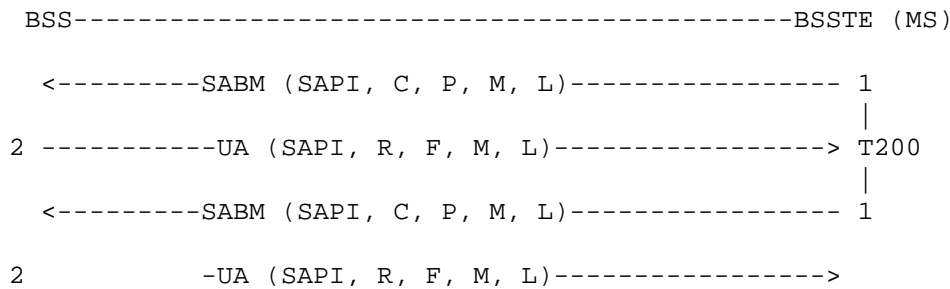 BSS---------------------------------------------BSSTE (MS)
<---------SABM (SAPI, C, P, M, L)----------------- 1
|
2 -----------UA (SAPI, R, F, M, L)-----------------> T200
|
<---------SABM (SAPI, C, P, M, L)----------------- 1
2 -UA (SAPI, R, F, M, L)----------------->